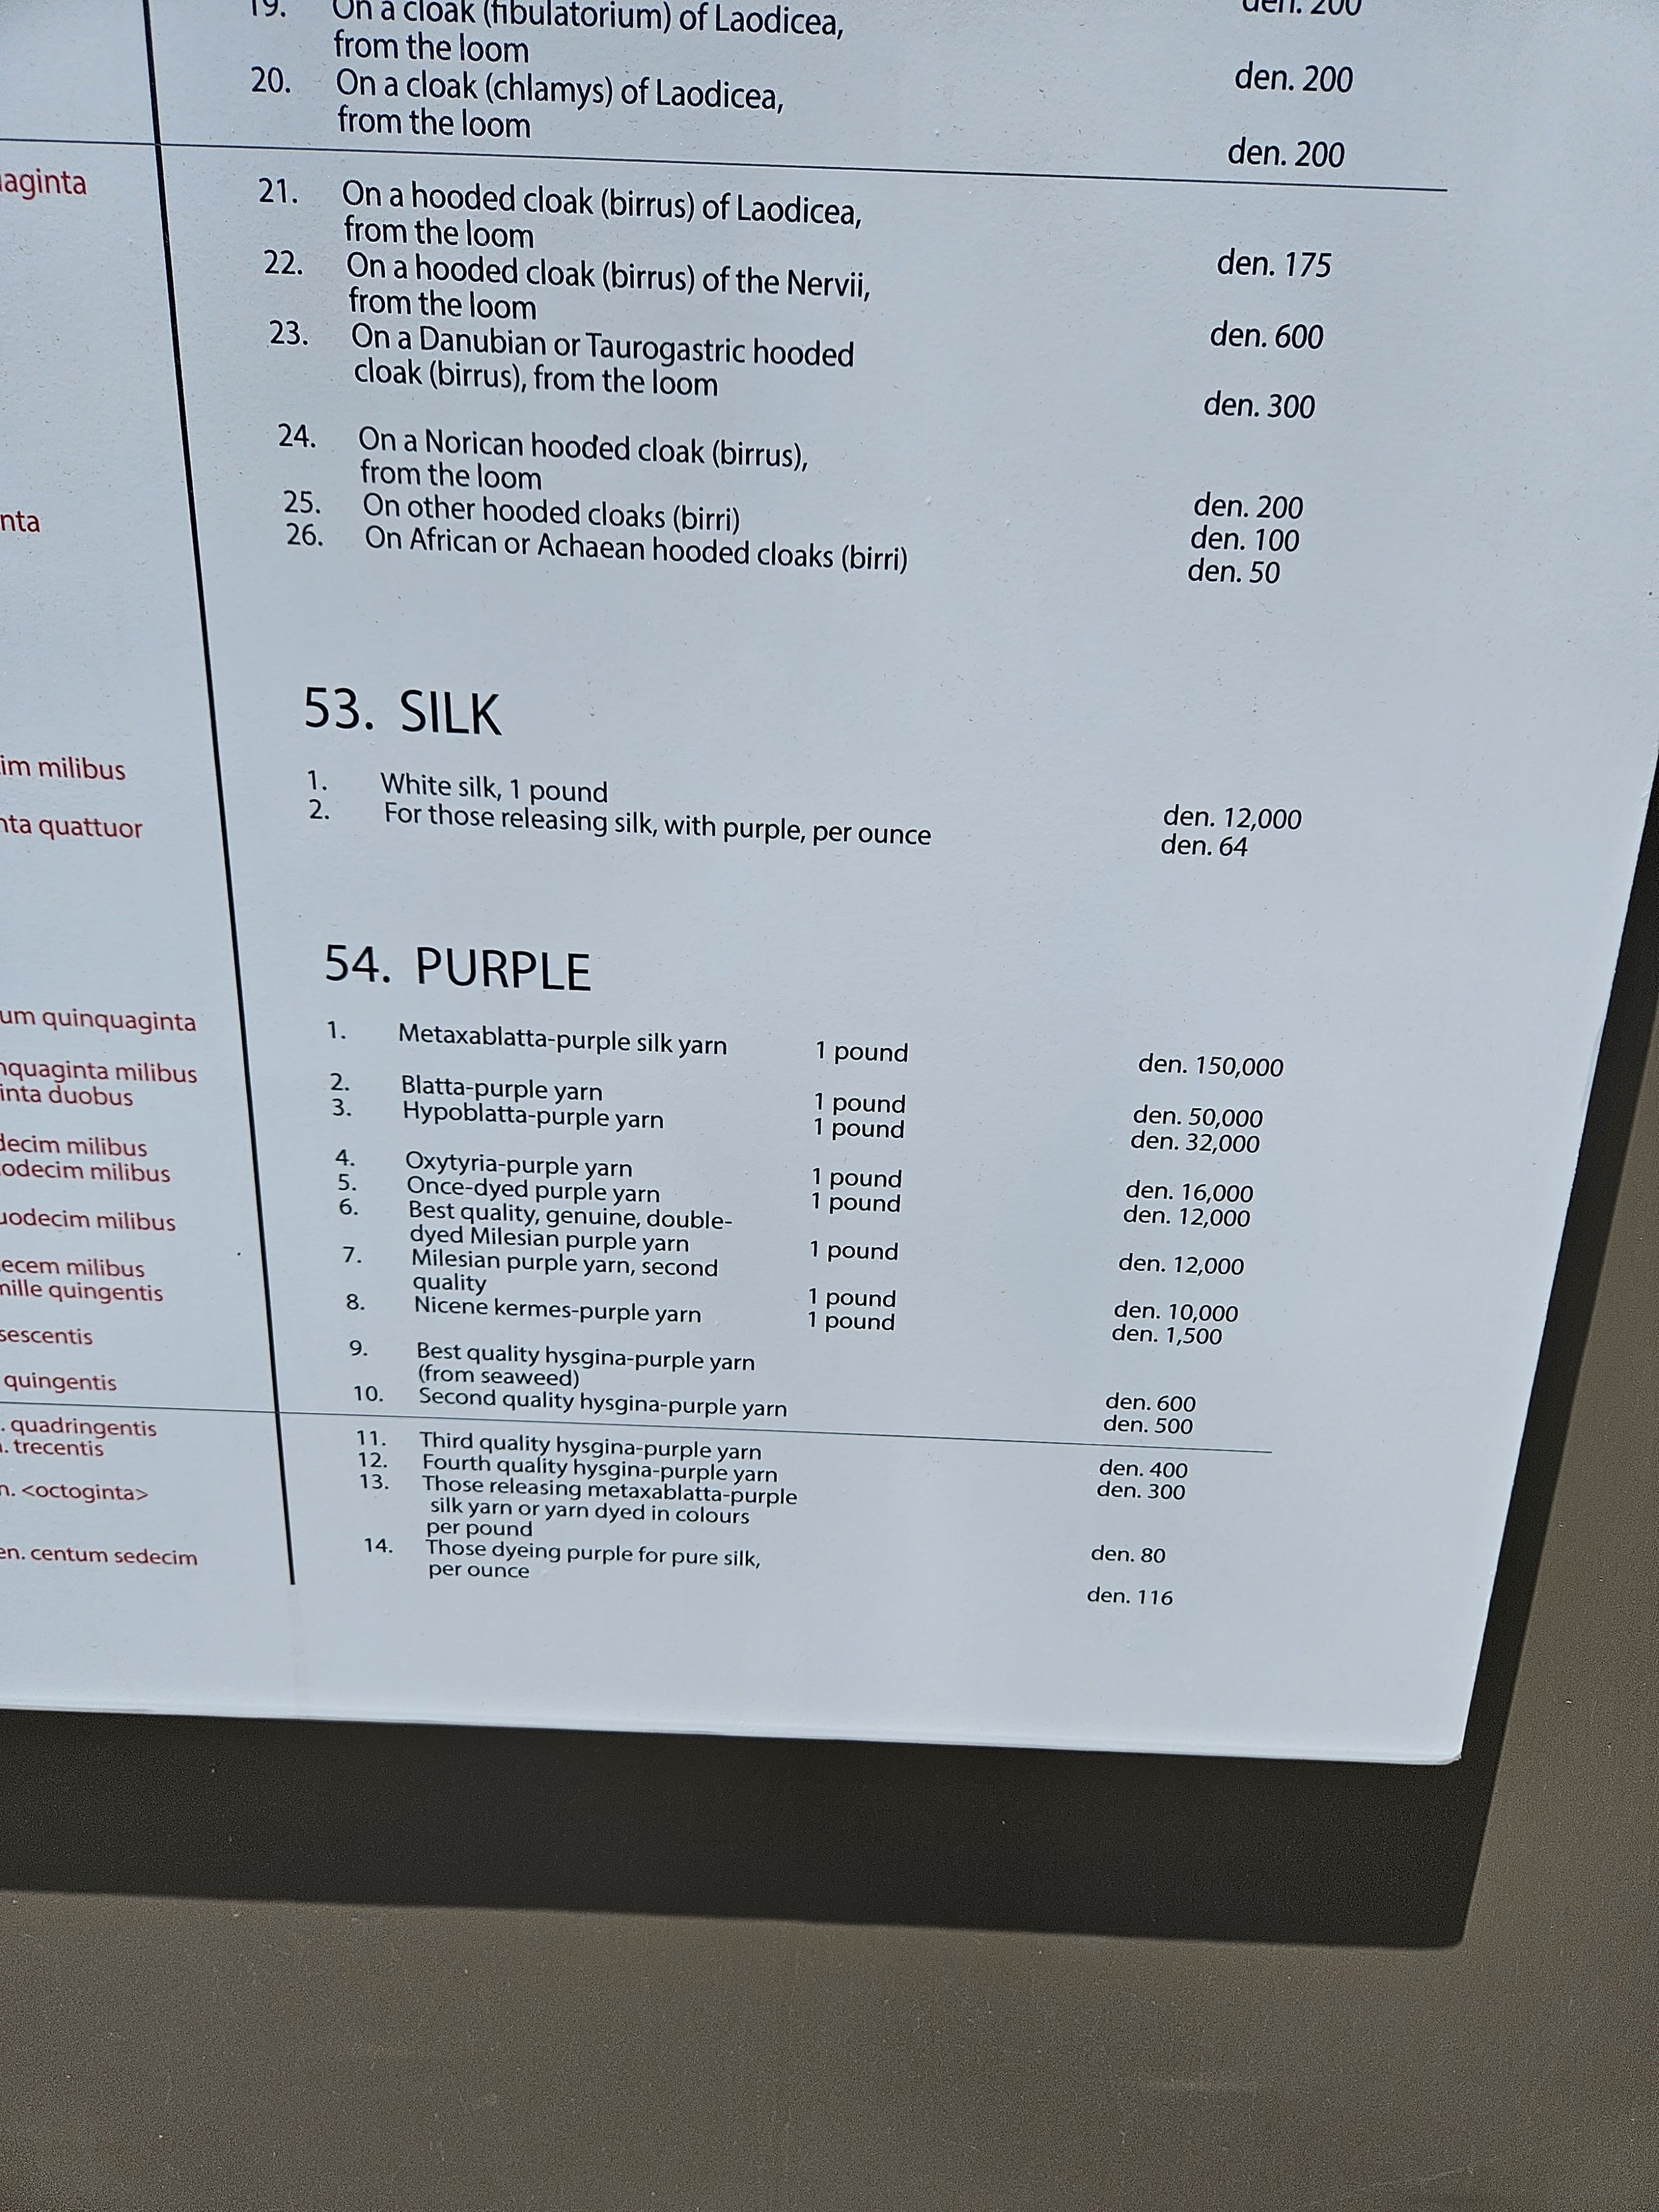 aginta
nta
im milibus
nta quattuor
um quinquaginta
nquaginta milibus
inta duobus
decim milibus
odecim milibus
uodecim milibus
ecem milibus
mille quingentis
sescentis
quingentis
. quadringentis
. trecentis
n. <octoginta>
en. centum sedecim
den. 200
19. On a cloak (fibulatorium) of Laodicea,
from the loom den. 200
20. On a cloak (chlamys) of Laodicea,
from the loom den. 200
21. On a hooded cloak (birrus) of Laodicea,
from the loom den. 175
22. On a hooded cloak (birrus) of the Nervii,
from the loom den. 600
23. On a Danubian or Taurogastric hooded
cloak (birrus), from the loom den. 300
24. On a Norican hooded cloak (birrus),
from the loom den. 200
25. On other hooded cloaks (birri) den. 100
26. On African or Achaean hooded cloaks (birri) den. 50
53. SILK
1. White silk, 1 pound den. 12,000
2. For those releasing silk, with purple, per ounce den. 64
54. PURPLE
1. Metaxablatta-purple silk yarn 1 pound den. 150,000
2. Blatta-purple yarn 1 pound den. 50,000
3. Hypoblatta-purple yarn 1 pound den. 32,000
4. Oxytyria-purple yarn 1 pound den. 16,000
5. Once-dyed purple yarn 1 pound den. 12,000
6. Best quality, genuine, double-
dyed Milesian purple yarn 1 pound den. 12,000
7. Milesian purple yarn, second
quality 1 pound den. 10,000
8. Nicene kermes-purple yarn 1 pound den. 1,500
9. Best quality hysgina-purple yarn
(from seaweed) den. 600
10. Second quality hysgina-purple yarn den. 500
11. Third quality hysgina-purple yarn den. 400
12. Fourth quality hysgina-purple yarn den. 300
13. Those releasing metaxablatta-purple
silk yarn or yarn dyed in colours
per pound den. 80
14. Those dyeing purple for pure silk,
per ounce den. 116